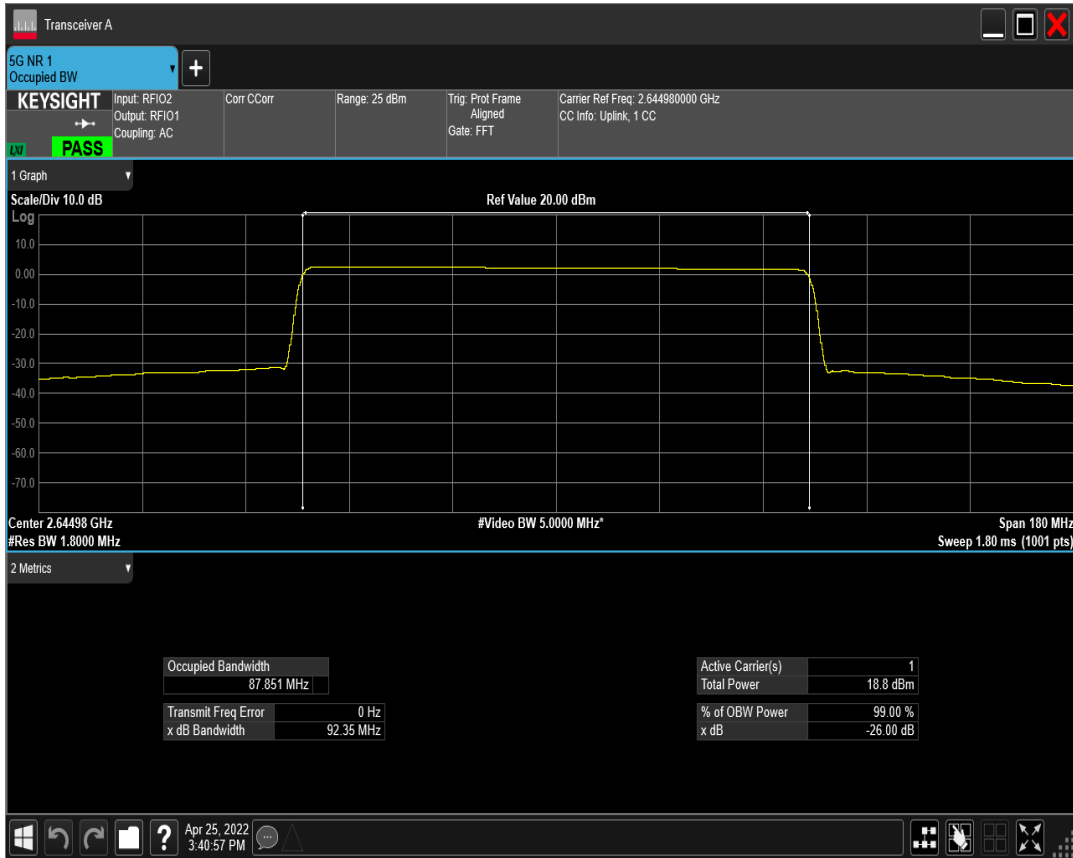 Transceiver A
5G NR 1
Occupied BW
+
KEYSIGHT
LXI
PASS
Input: RFIO2
Output: RFIO1
Coupling: AC
Corr CCorr
Range: 25 dBm
Trig: Prot Frame
Aligned
Gate: FFT
Carrier Ref Freq: 2.644980000 GHz
CC Info: Uplink, 1 CC
1 Graph
Scale/Div 10.0 dB
Ref Value 20.00 dBm
Log
10.0
0.00
-10.0
-20.0
-30.0
-40.0
-50.0
-60.0
-70.0
Center 2.64498 GHz
#Video BW 5.0000 MHz*
Span 180 MHz
#Res BW 1.8000 MHz
Sweep 1.80 ms (1001 pts)
2 Metrics
Occupied Bandwidth
87.851 MHz
Transmit Freq Error 0 Hz
x dB Bandwidth 92.35 MHz
Active Carrier(s) 1
Total Power 18.8 dBm
% of OBW Power 99.00 %
x dB -26.00 dB
?
Apr 25, 2022
3:40:57 PM